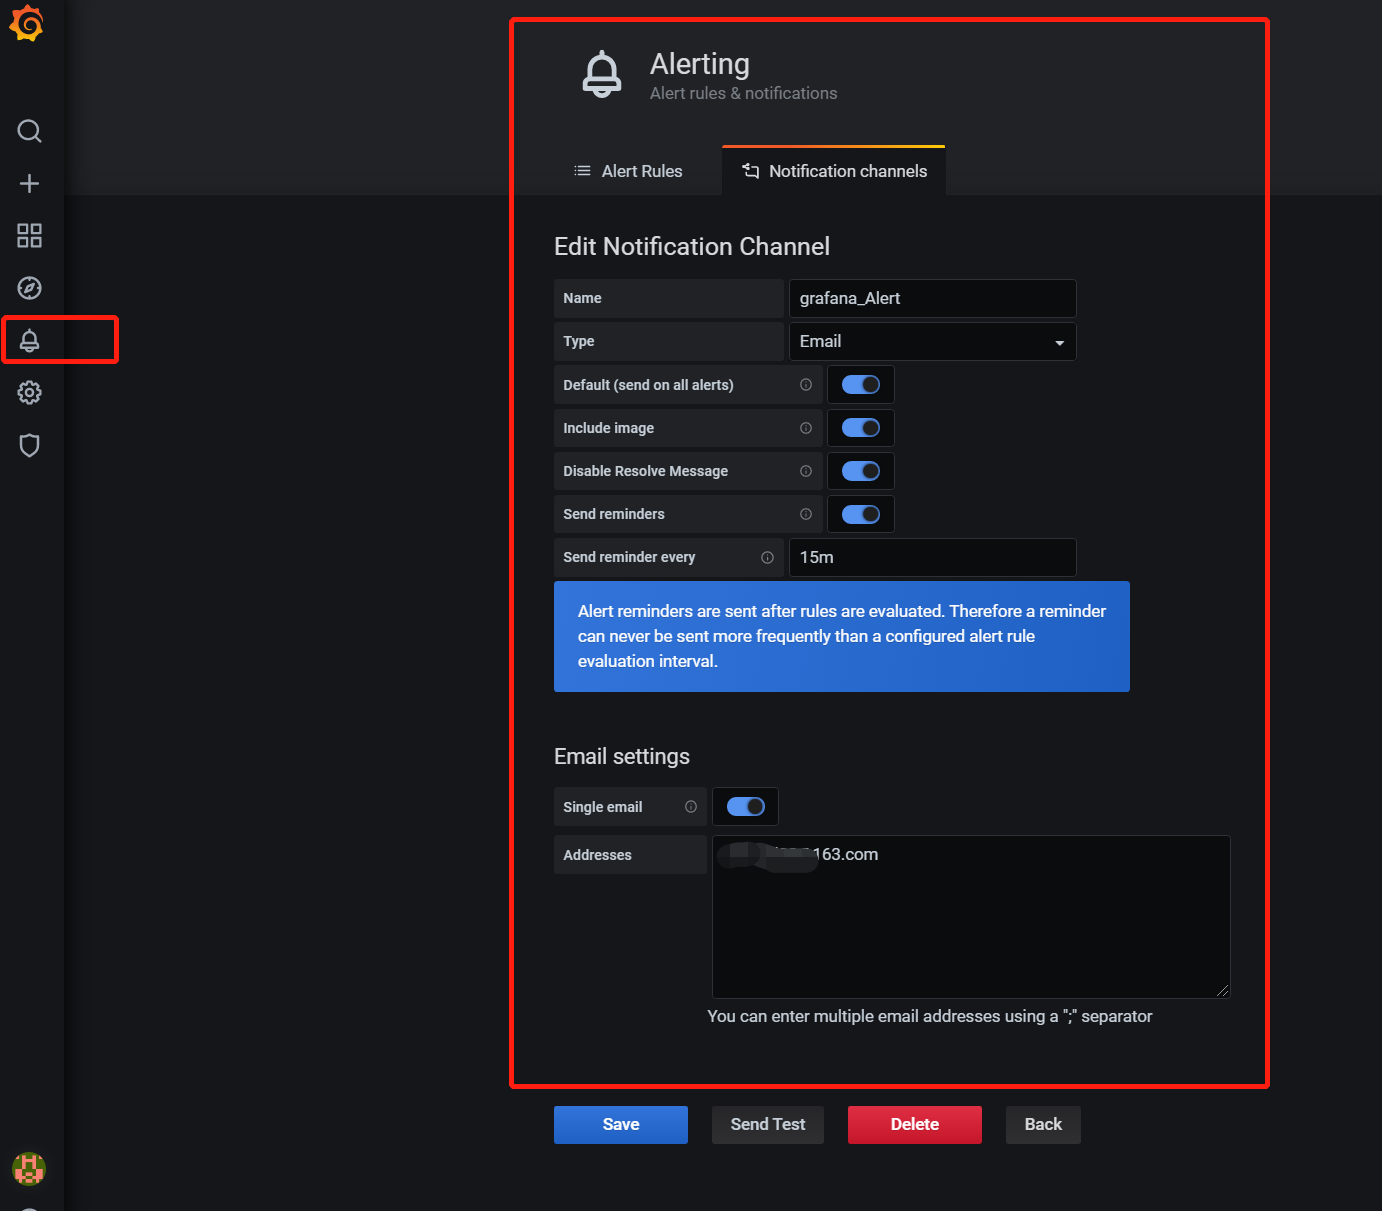 Alerting
Alert rules & notifications
Alert Rules
Notification channels
Edit Notification Channel
Name
grafana_Alert
Type
Email
Default (send on all alerts)
Include image
Disable Resolve Message
Send reminders
Send reminder every
15m
Alert reminders are sent after rules are evaluated. Therefore a reminder
can never be sent more frequently than a configured alert rule
evaluation interval.
Email settings
Single email
Addresses
163.com
You can enter multiple email addresses using a ";" separator
Save
Send Test
Delete
Back